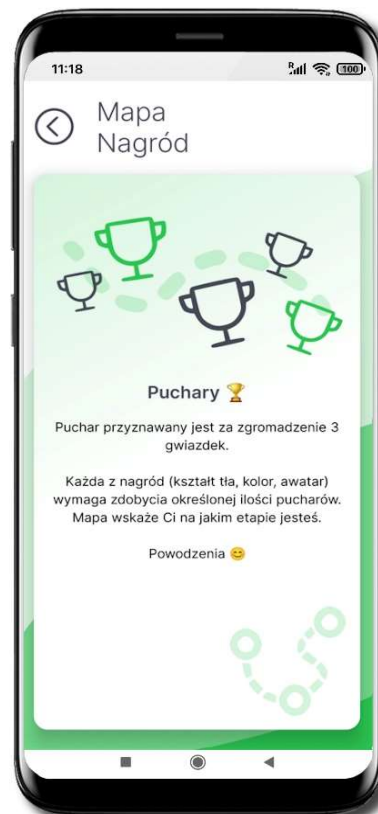 11:18
R
100
Mapa
Nagród
Puchary 🏆
Puchar przyznawany jest za zgromadzenie 3
gwiazdek.
Każda z nagród (kształt tła, kolor, awatar)
wymaga zdobycia określonej ilości pucharów.
Mapa wskaże Ci na jakim etapie jesteś.
Powodzenia 😊